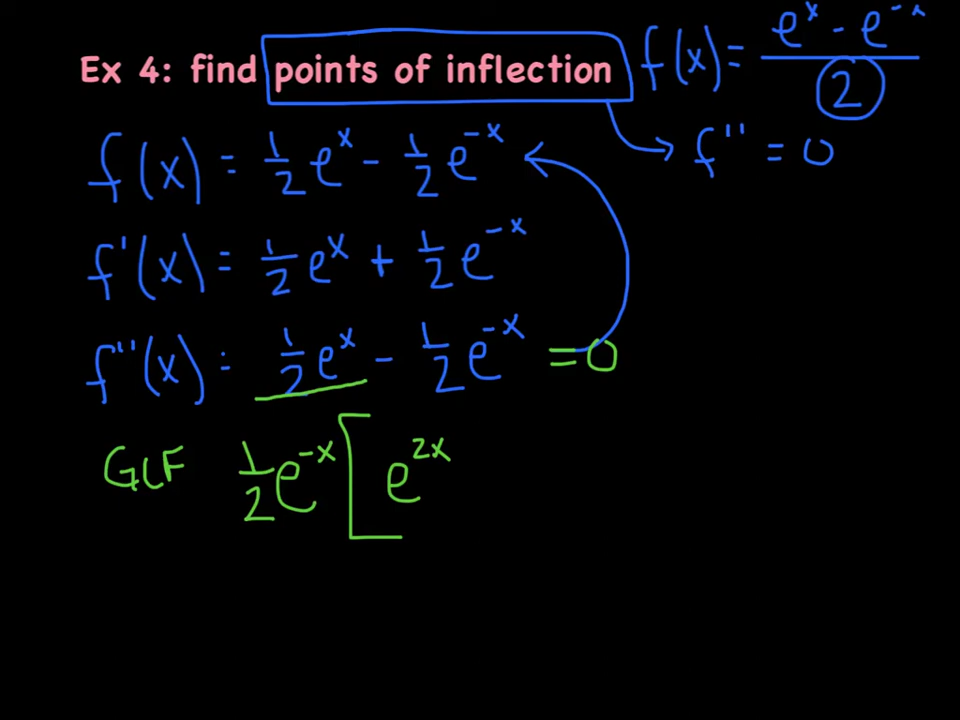 Ex 4: find points of inflection f(x) = (e^x - e^-x)/2
→ f'' = 0
f(x) = 1/2 e^x - 1/2 e^-x
f'(x) = 1/2 e^x + 1/2 e^-x
f''(x) = 1/2 e^x - 1/2 e^-x = 0
GCF 1/2 e^-x [ e^2x